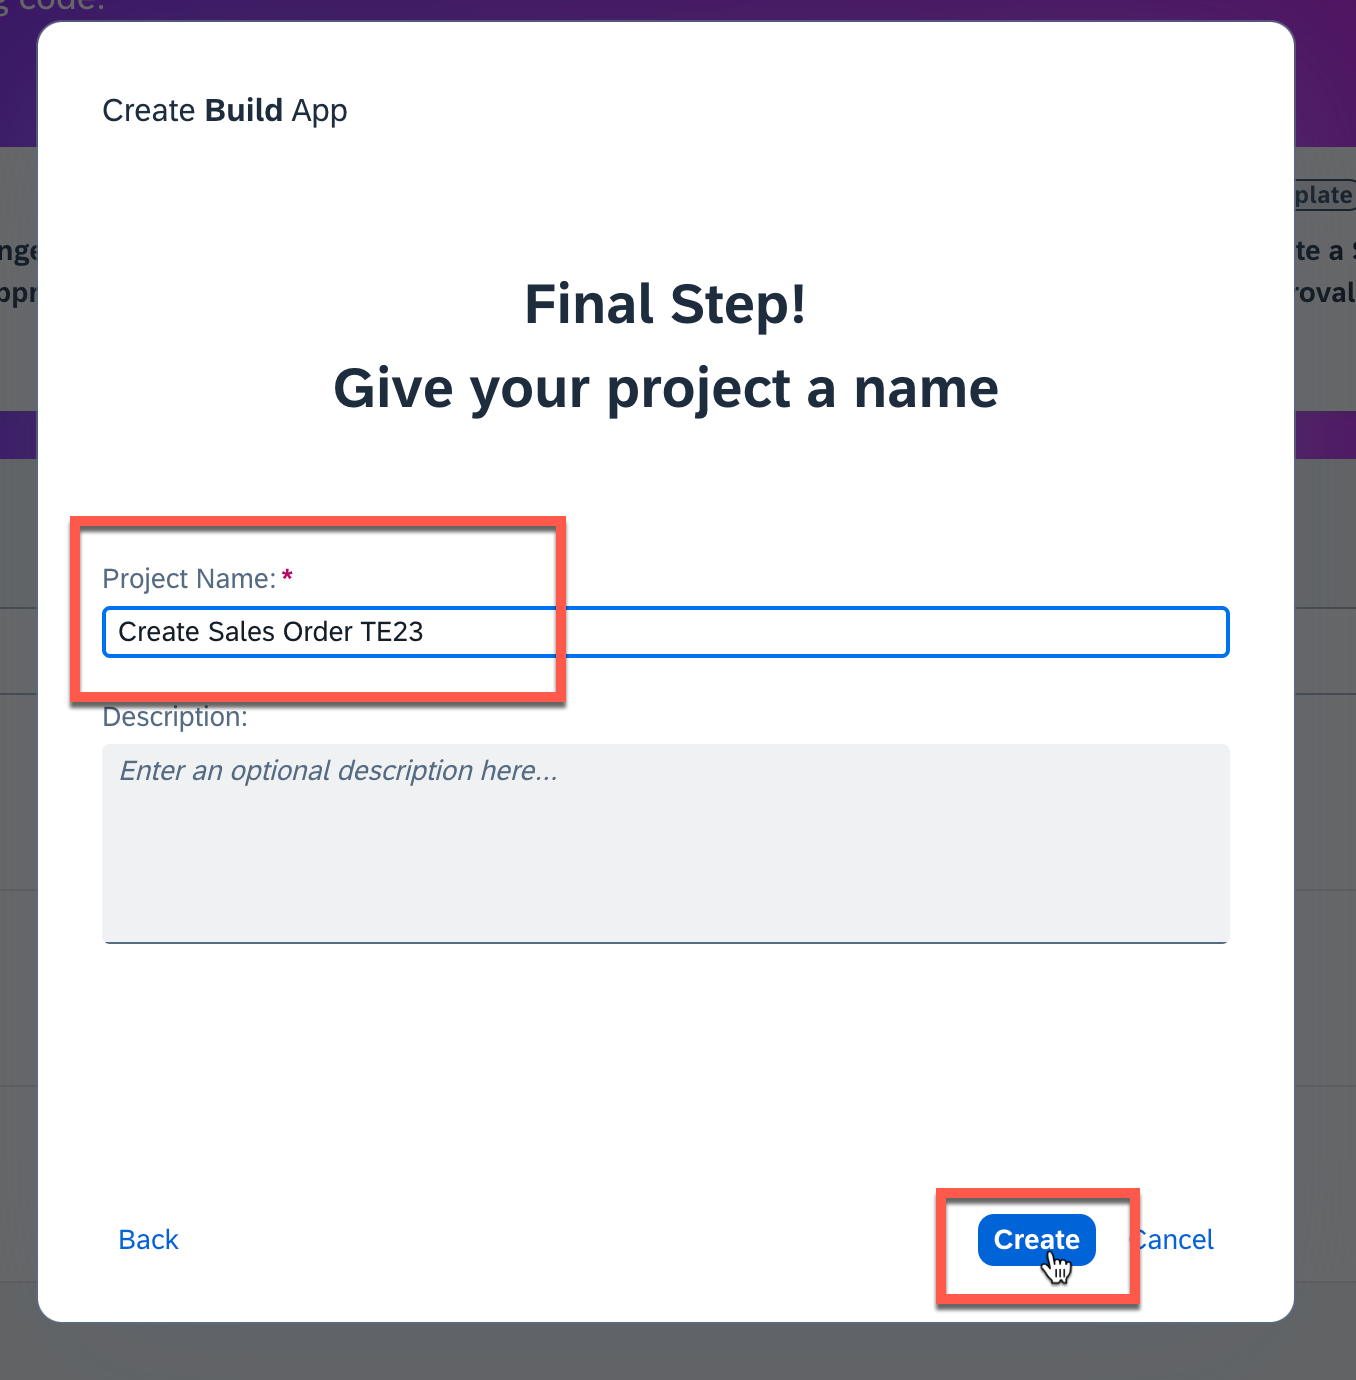 g code.
Create Build App
plate
nge
te a S
ppr
roval
Final Step!
Give your project a name
Project Name: *
Create Sales Order TE23
Description:
Enter an optional description here...
Back
Create
Cancel